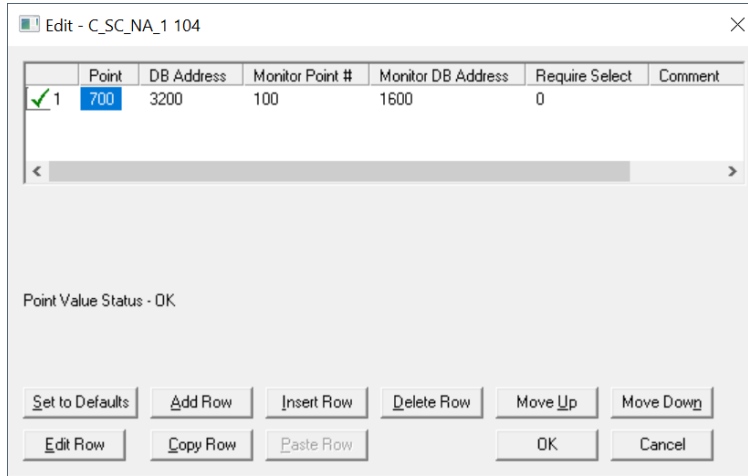 Edit - C_SC_NA_1 104
Point DB Address Monitor Point # Monitor DB Address Require Select Comment
1 700 3200 100 1600 0
Point Value Status - OK
Set to Defaults Add Row Insert Row Delete Row Move Up Move Down
Edit Row Copy Row Paste Row OK Cancel